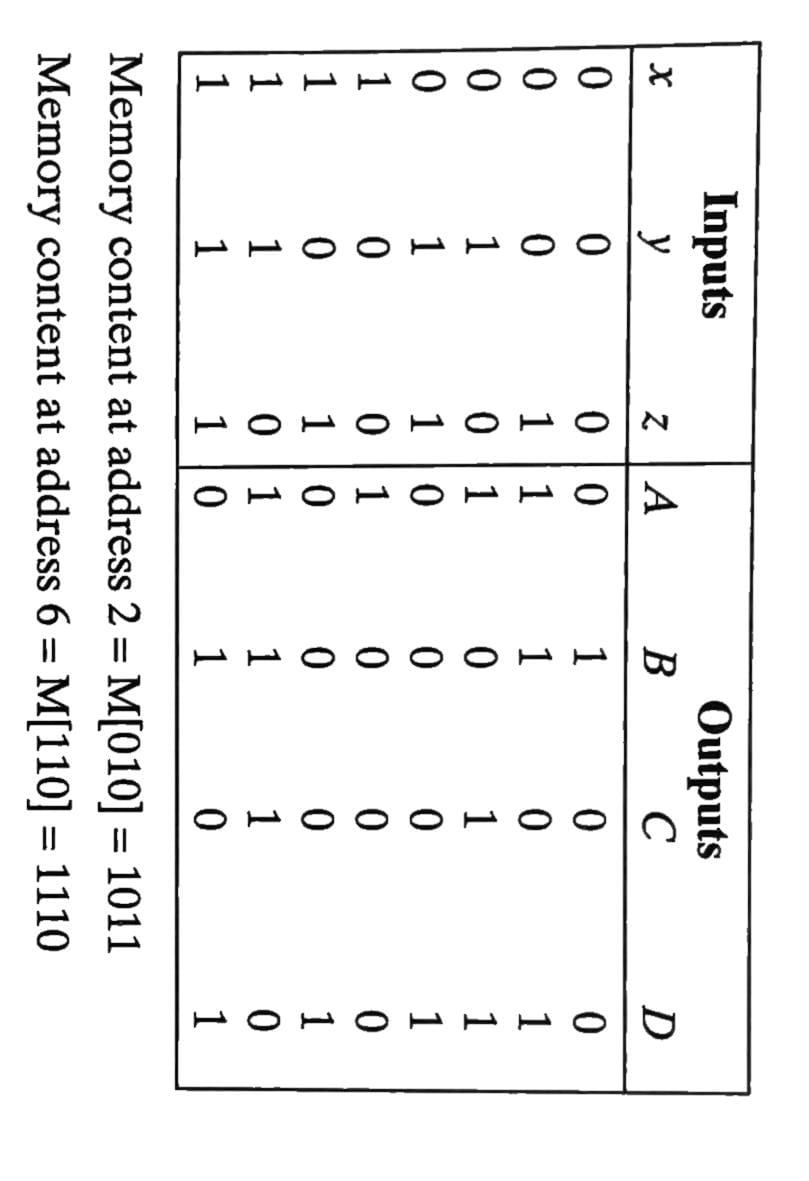 Inputs Outputs
x y z A B C D
0 0 0 0 1 0 0
0 0 1 1 1 0 1
0 1 0 1 0 1 1
0 1 1 0 0 0 1
1 0 0 1 0 0 0
1 0 1 0 0 0 1
1 1 0 1 1 1 0
1 1 1 0 1 0 1
Memory content at address 2 = M[010] = 1011
Memory content at address 6 = M[110] = 1110